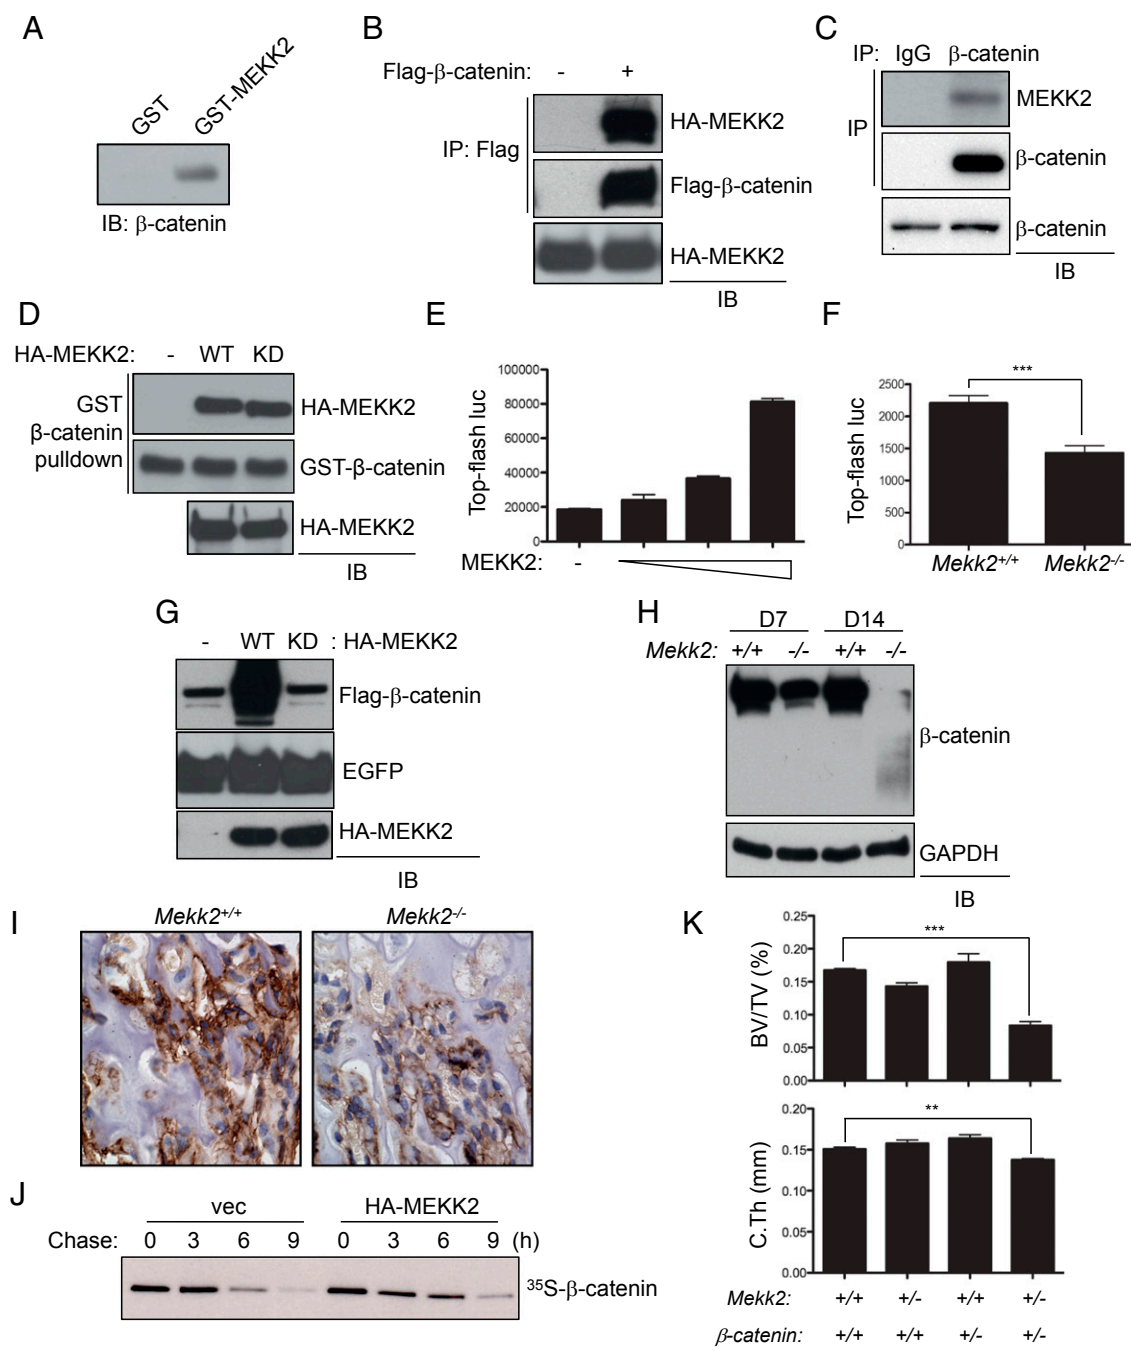 A
GST
GST-MEKK2
IB: β-catenin
B
Flag-β-catenin: - +
IP: Flag
HA-MEKK2
Flag-β-catenin
HA-MEKK2
IB
C
IP: IgG β-catenin
IP
MEKK2
β-catenin
β-catenin
IB
D
HA-MEKK2: - WT KD
GST
β-catenin
pulldown
HA-MEKK2
GST-β-catenin
HA-MEKK2
IB
E
Top-flash luc
100000
80000
60000
40000
20000
0
MEKK2: -
F
Top-flash luc
2500
2000
1500
1000
500
0
***
Mekk2+/+ Mekk2-/-
G
- WT KD : HA-MEKK2
Flag-β-catenin
EGFP
HA-MEKK2
IB
H
D7 D14
Mekk2: +/+ -/- +/+ -/-
β-catenin
GAPDH
IB
I
Mekk2+/+ Mekk2-/-
J
vec HA-MEKK2
Chase: 0 3 6 9 0 3 6 9 (h)
35S-β-catenin
K
BV/TV (%)
0.25
0.20
0.15
0.10
0.05
0.00
***
C.Th (mm)
0.20
0.15
0.10
0.05
0.00
**
Mekk2: +/+ +/- +/+ +/-
β-catenin: +/+ +/+ +/- +/-